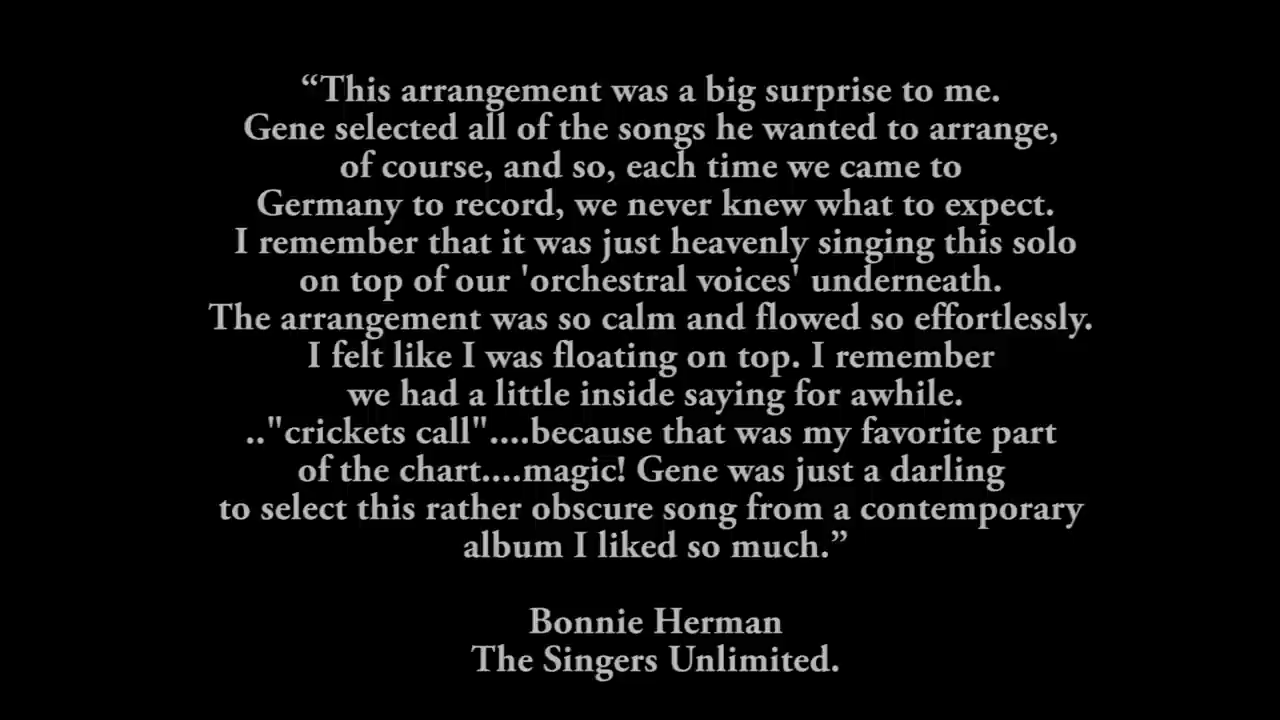 “This arrangement was a big surprise to me.
Gene selected all of the songs he wanted to arrange,
of course, and so, each time we came to
Germany to record, we never knew what to expect.
I remember that it was just heavenly singing this solo
on top of our 'orchestral voices' underneath.
The arrangement was so calm and flowed so effortlessly.
I felt like I was floating on top. I remember
we had a little inside saying for awhile.
.."crickets call"....because that was my favorite part
of the chart....magic! Gene was just a darling
to select this rather obscure song from a contemporary
album I liked so much.”
Bonnie Herman
The Singers Unlimited.